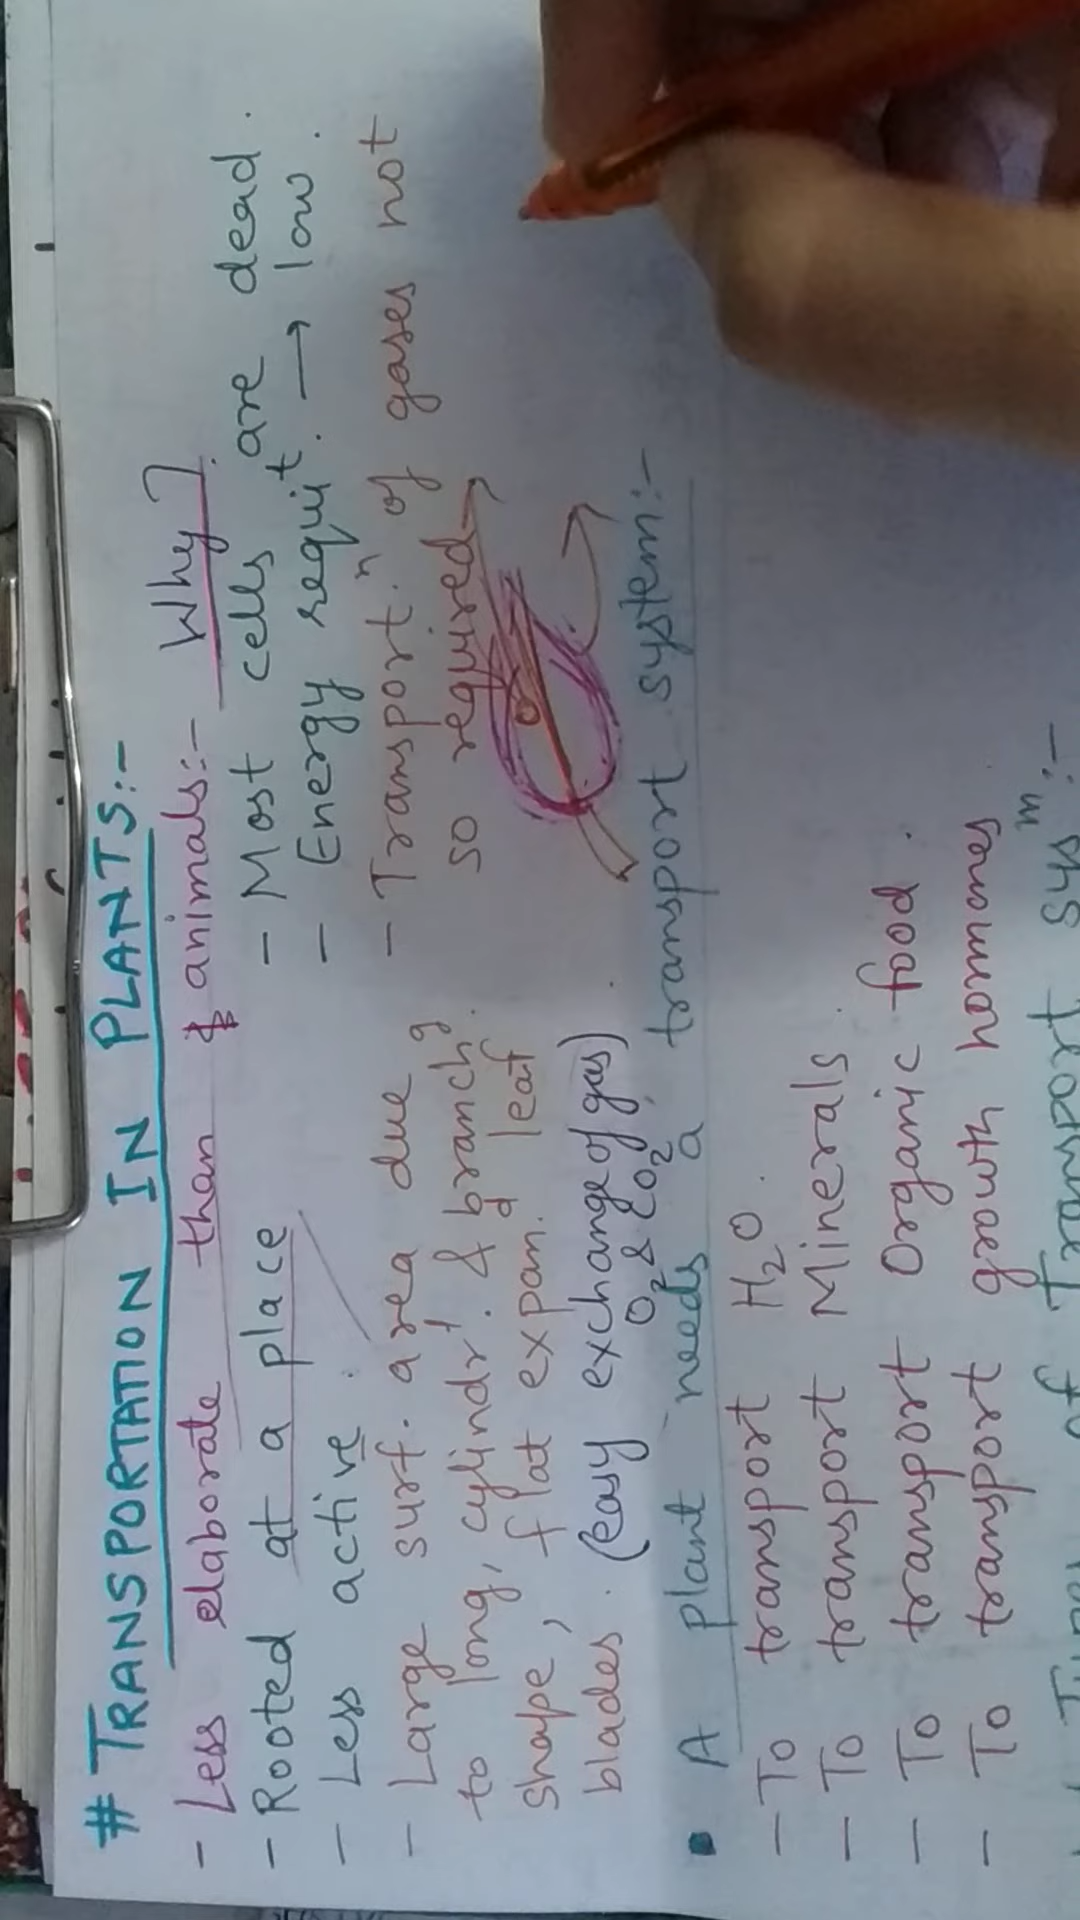 # TRANSPORTATION IN PLANTS:-
- Less elaborate than animals:- Why?
- Rooted at a place
- Less active.
- Large surf. area due
to long, cylindr. & branchg.
shape, flat expand. leaf
blades. (easy exchange of gas)
O2 & CO2
- Most cells are dead.
- Energy requit. → low.
- Transport.n of gases not
so required
• A plant needs a transport system:-
- To transport H2O.
- To transport Minerals.
- To transport Organic food.
- To transport growth hormones